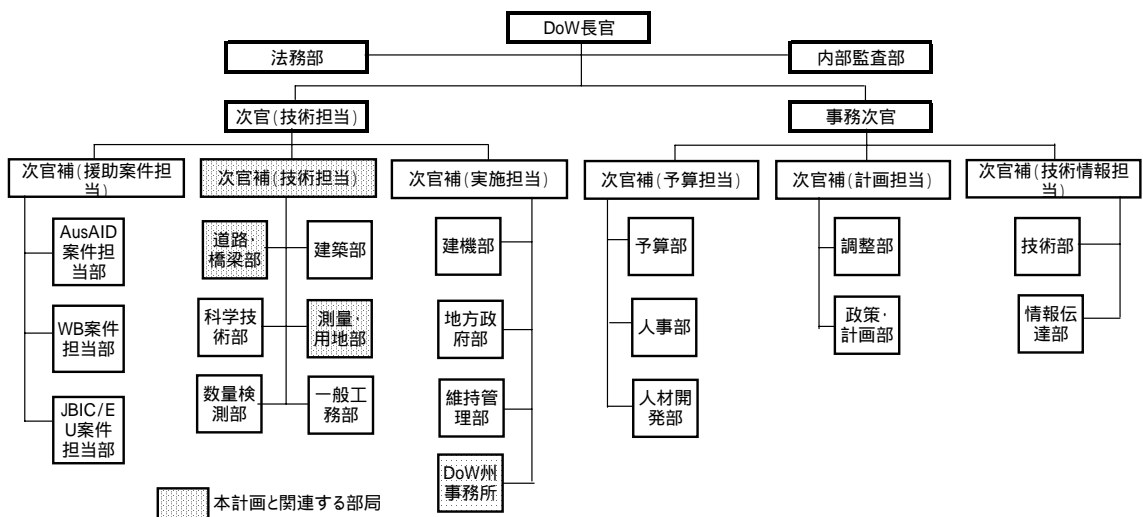 DoW長官
法務部
内部監査部
次官(技術担当)
事務次官
次官補(援助案件担
当)
次官補(技術担当)
次官補(実施担当)
次官補(予算担当)
次官補(計画担当)
次官補(技術情報担
当)
AusAID
案件担
当部
WB案件
担当部
JBIC/E
U案件
担当部
道路・
橋梁部
建築部
科学技
術部
測量・
用地部
数量検
測部
一般工
務部
建機部
地方政
府部
維持管
理部
DoW州
事務所
予算部
人事部
人材開
発部
調整部
政策・
計画部
技術部
情報伝
達部
本計画と関連する部局